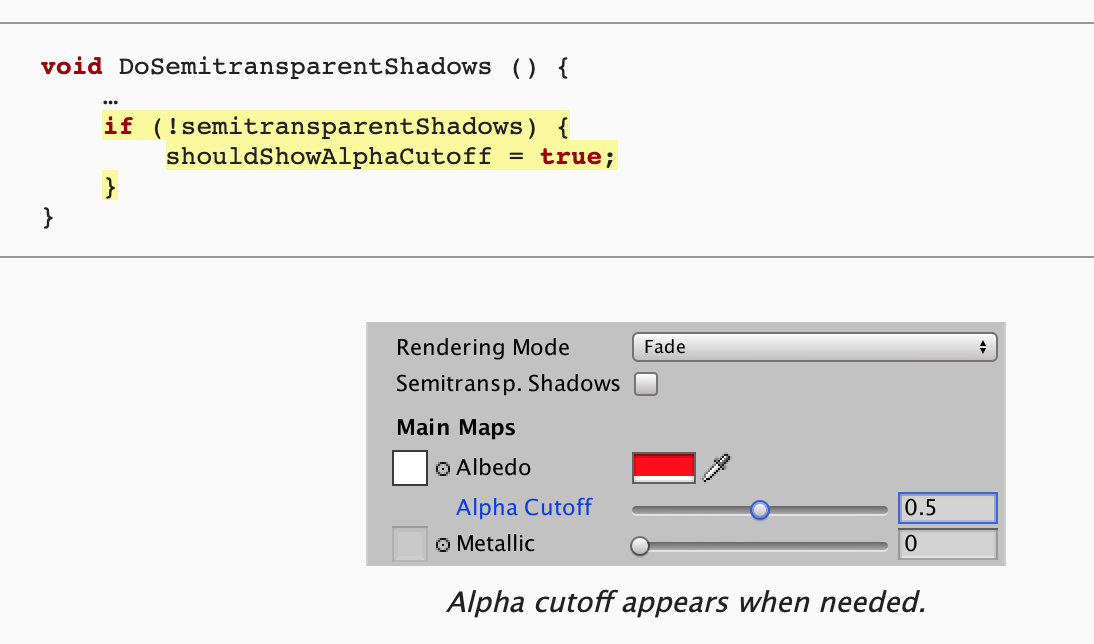 void DoSemitransparentShadows () {
…
if (!semitransparentShadows) {
shouldShowAlphaCutoff = true;
}
}
Rendering Mode Fade
Semitransp. Shadows
Main Maps
Albedo
Alpha Cutoff 0.5
Metallic 0
Alpha cutoff appears when needed.